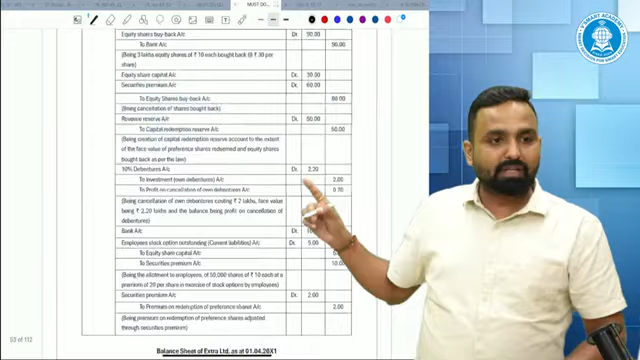 MUST DO
Equity shares buy-back A/c Dr. 90.00
To Bank A/c 90.00
(Being 3 lakh equity shares of ₹ 10 each bought back @ ₹ 30 per
share)
Equity share capital A/c Dr. 30.00
Securities premium A/c Dr. 60.00
To Equity Shares buy-back A/c 90.00
(Being cancellation of shares bought back)
Revenue reserve A/c Dr. 50.00
To Capital redemption reserve A/c 50.00
(Being creation of capital redemption reserve account to the extent
of the face value of preference shares redeemed and equity shares
bought back as per the law)
10% Debentures A/c Dr. 2.20
To Investment (own debentures) A/c 2.00
To Profit on cancellation of own debentures A/c 0.20
(Being cancellation of own debentures costing ₹ 2 lakhs, face value
being ₹ 2.20 lakhs and the balance being profit on cancellation of
debentures)
Bank A/c Dr.
Employees stock option outstanding (Current liabilities) A/c Dr. 5.00
To Equity share capital A/c
To Securities premium A/c 10.00
(Being the allotment to employees, of 50,000 shares of ₹ 10 each at a
premium of 20 per share in exercise of stock options by employees)
Securities premium A/c Dr. 2.00
To Premium on redemption of preference shares A/c 2.00
(Being premium on redemption of preference shares adjusted
through securities premium)
Balance Sheet of Extra Ltd. as at 01.04.20X1